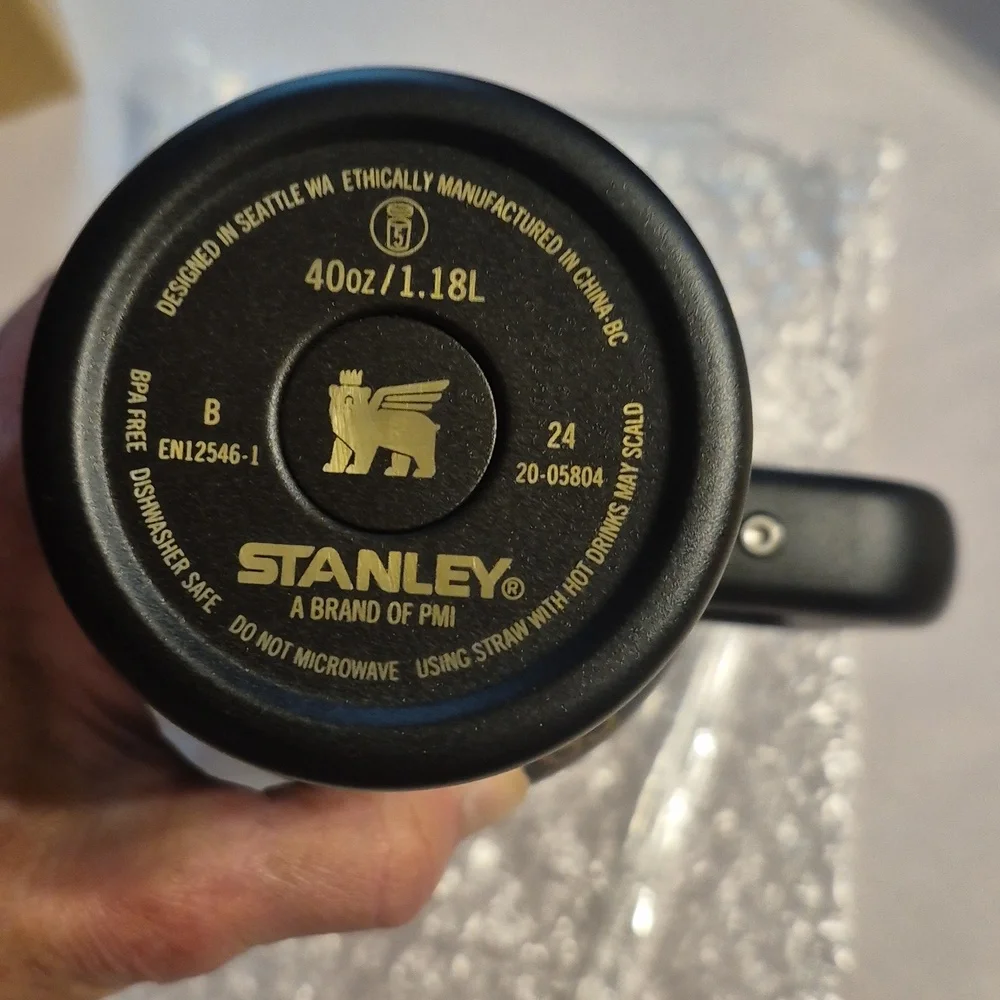 DESIGNED IN SEATTLE WA ETHICALLY MANUFACTURED IN CHINA-BC
5
40oz/1.18L
B
EN12546-1
24
20-05804
STANLEY®
A BRAND OF PMI
BPA FREE DISHWASHER SAFE DO NOT MICROWAVE USING STRAW WITH HOT DRINKS MAY SCALD